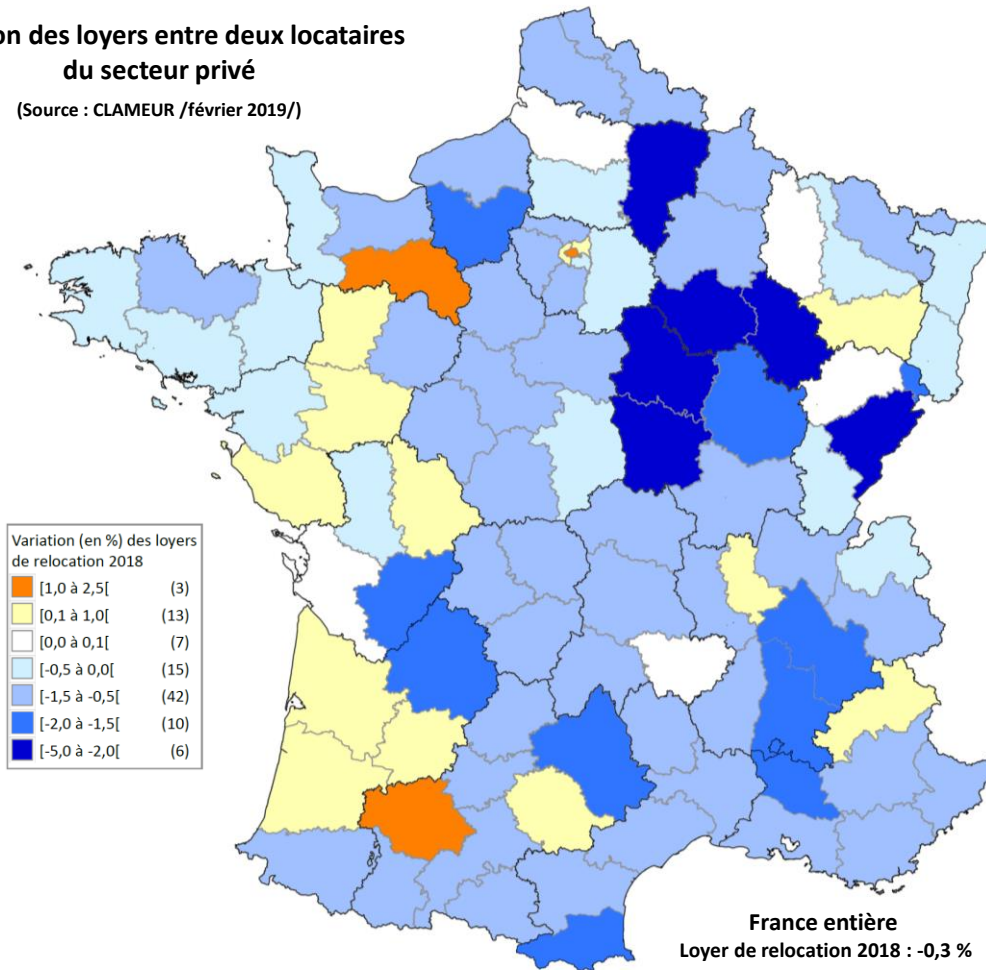 on des loyers entre deux locataires
du secteur privé
(Source : CLAMEUR /février 2019/)
Variation (en %) des loyers
de relocation 2018
[1,0 à 2,5[ (3)
[0,1 à 1,0[ (13)
[0,0 à 0,1[ (7)
[-0,5 à 0,0[ (15)
[-1,5 à -0,5[ (42)
[-2,0 à -1,5[ (10)
[-5,0 à -2,0[ (6)
France entière
Loyer de relocation 2018 : -0,3 %